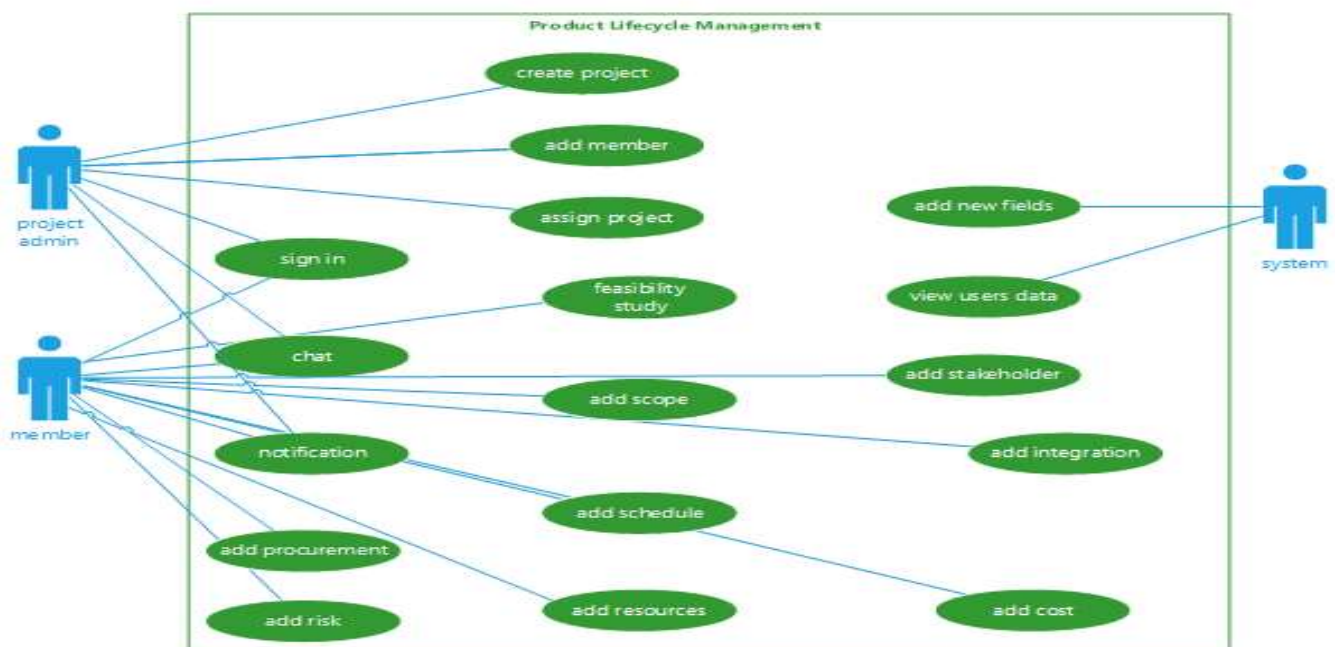 Product Lifecycle Management
create project
add member
project
admin
assign project
add new fields
system
sign in
feasibility
study
view users data
chat
add stakeholder
add scope
member
notification
add integration
add schedule
add procurement
add risk
add resources
add cost